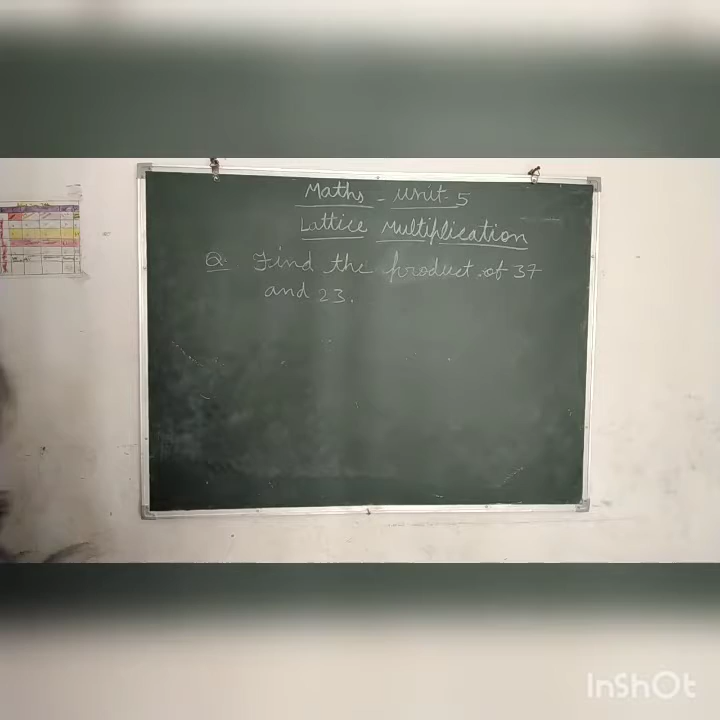 Maths - Unit-5
Lattice Multiplication
Q. Find the product of 37
and 23.
InShOt